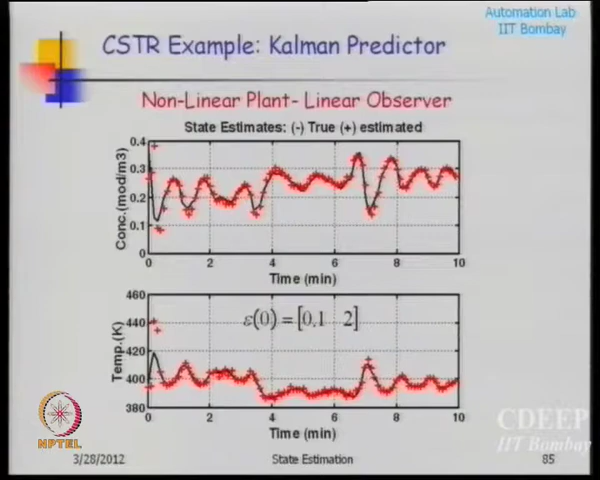 Automation Lab
IIT Bombay
CSTR Example: Kalman Predictor
Non-Linear Plant- Linear Observer
State Estimates: (-) True (+) estimated
0.4
0.3
0.2
0.1
0
Conc.(mod/m3)
0 2 4 6 8 10
Time (min)
460
440
420
400
380
Temp.(K)
ε(0) = [0.1 2]
0 2 4 6 8 10
Time (min)
NPTEL
CDEEP
IIT Bombay
3/28/2012
State Estimation
85